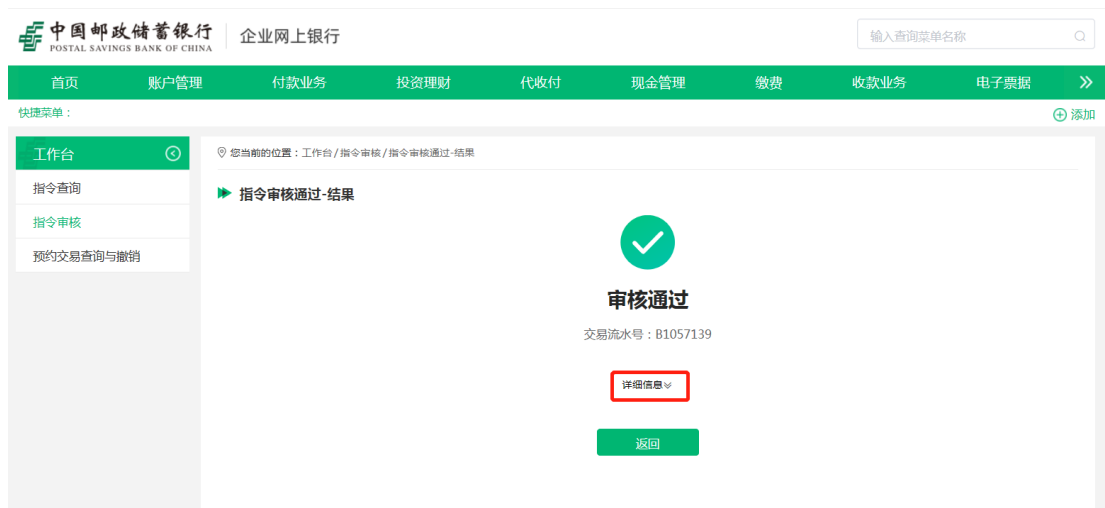 中国邮政储蓄银行
POSTAL SAVINGS BANK OF CHINA
企业网上银行
输入查询菜单名称
首页 账户管理 付款业务 投资理财 代收付 现金管理 缴费 收款业务 电子票据
快捷菜单：
添加
工作台
指令查询
指令审核
预约交易查询与撤销
您当前的位置：工作台/指令审核/指令审核通过-结果
指令审核通过-结果
审核通过
交易流水号：B1057139
详细信息
返回